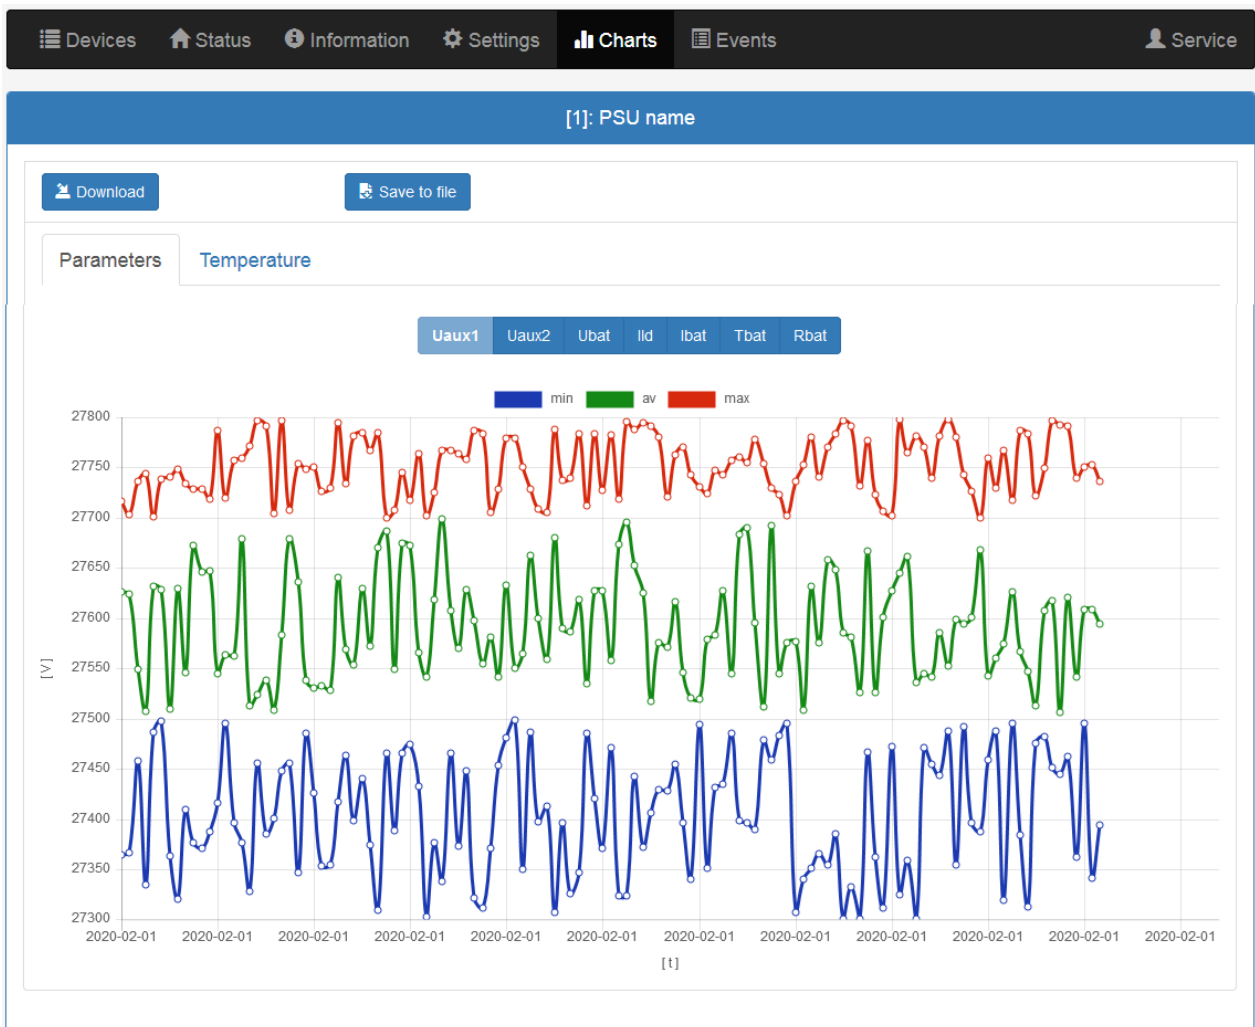 Devices Status Information Settings Charts Events Service
[1]: PSU name
Download Save to file
Parameters Temperature
Uaux1 Uaux2 Ubat Ild Ibat Tbat Rbat
min av max
27800
27750
27700
27650
27600
27550
[V]
27500
27450
27400
27350
27300
2020-02-01 2020-02-01 2020-02-01 2020-02-01 2020-02-01 2020-02-01 2020-02-01 2020-02-01 2020-02-01 2020-02-01 2020-02-01 2020-02-01
[t]